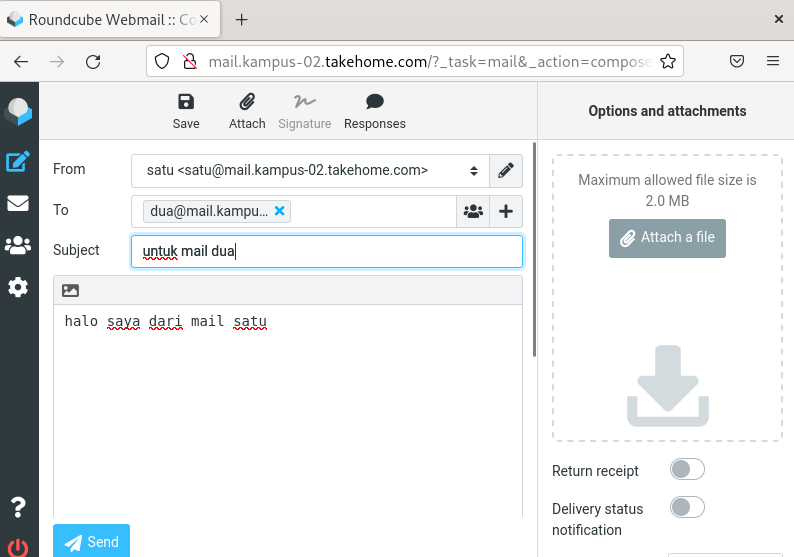 Roundcube Webmail :: Co
mail.kampus-02.takehome.com/?_task=mail&_action=compose
Save
Attach
Signature
Responses
Options and attachments
From
satu <satu@mail.kampus-02.takehome.com>
To
dua@mail.kampu...
Subject
untuk mail dua
halo saya dari mail satu
Send
Maximum allowed file size is
2.0 MB
Attach a file
Return receipt
Delivery status
notification